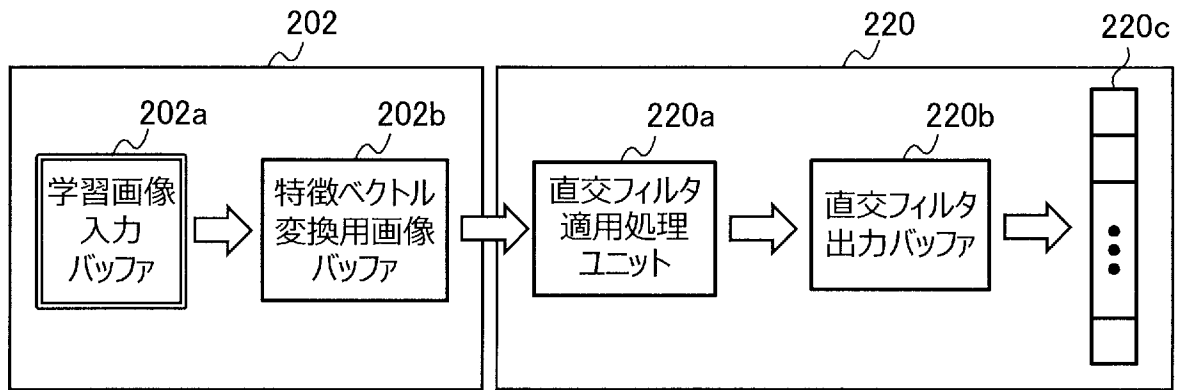 202
220
220c
202a
202b
220a
220b
学習画像
入力
バッファ
特徴ベクトル
変換用画像
バッファ
直交フィルタ
適用処理
ユニット
直交フィルタ
出力バッファ